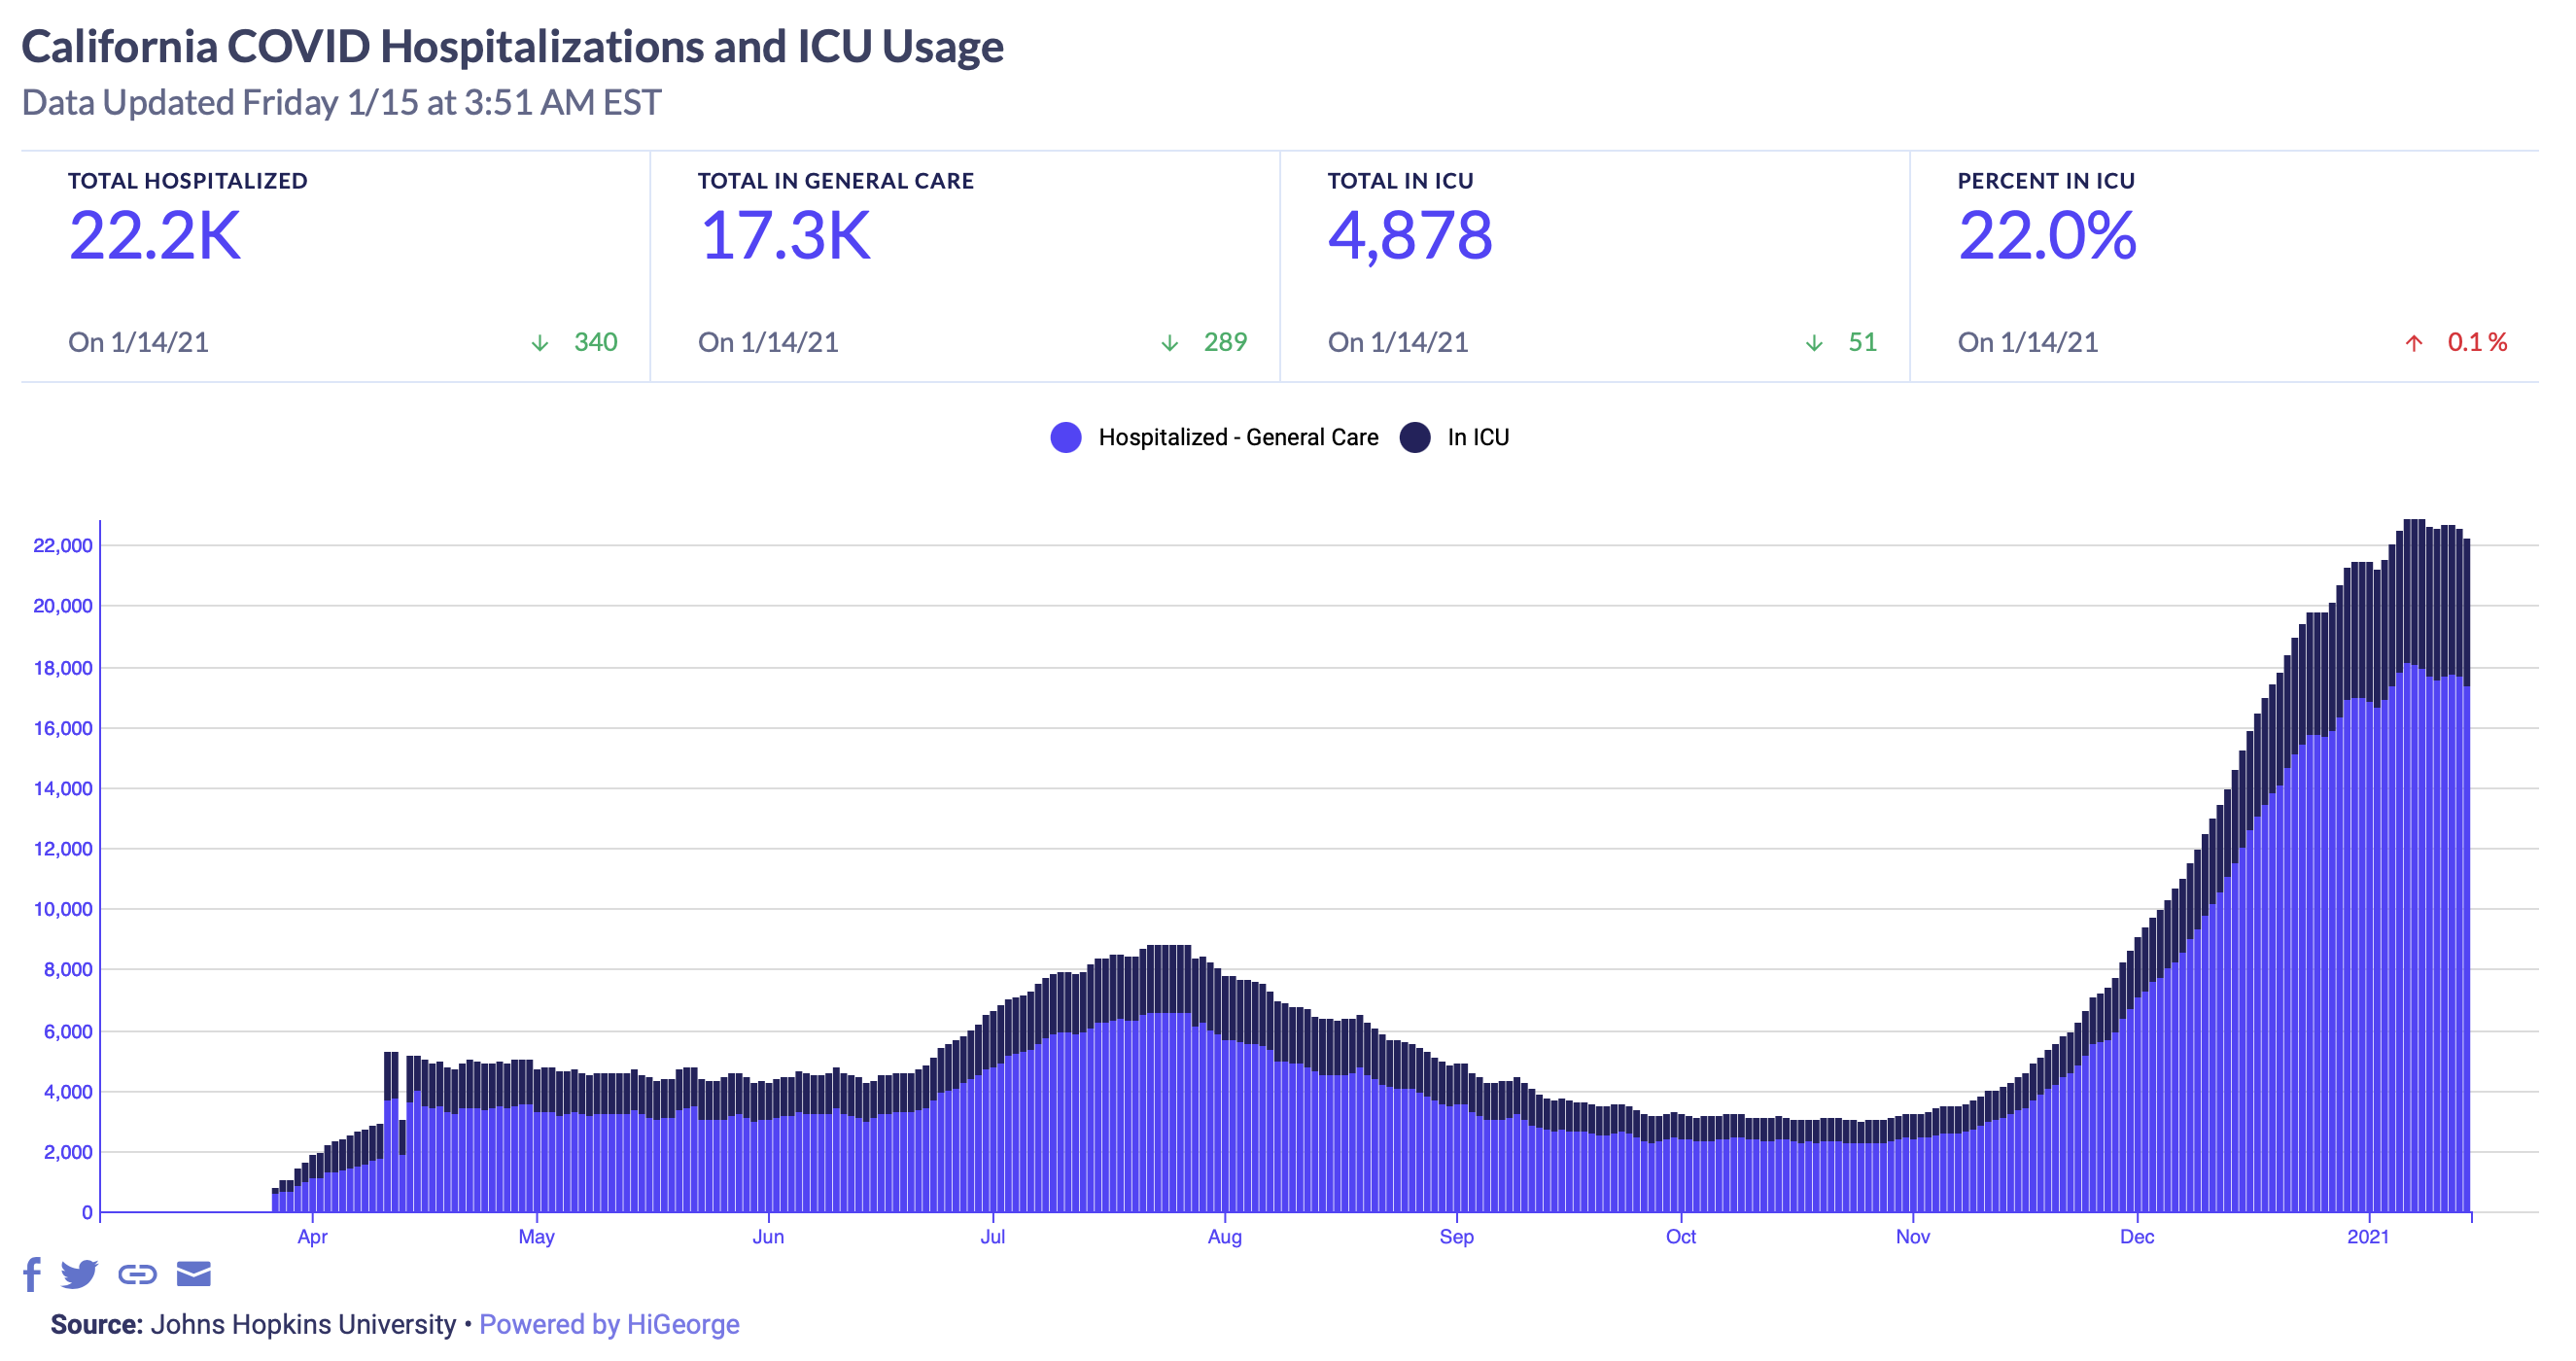 California COVID Hospitalizations and ICU Usage
Data Updated Friday 1/15 at 3:51 AM EST
TOTAL HOSPITALIZED
22.2K
On 1/14/21 ↓ 340
TOTAL IN GENERAL CARE
17.3K
On 1/14/21 ↓ 289
TOTAL IN ICU
4,878
On 1/14/21 ↓ 51
PERCENT IN ICU
22.0%
On 1/14/21 ↑ 0.1 %
Hospitalized - General Care In ICU
22,000
20,000
18,000
16,000
14,000
12,000
10,000
8,000
6,000
4,000
2,000
0
Apr May Jun Jul Aug Sep Oct Nov Dec 2021
Source: Johns Hopkins University • Powered by HiGeorge